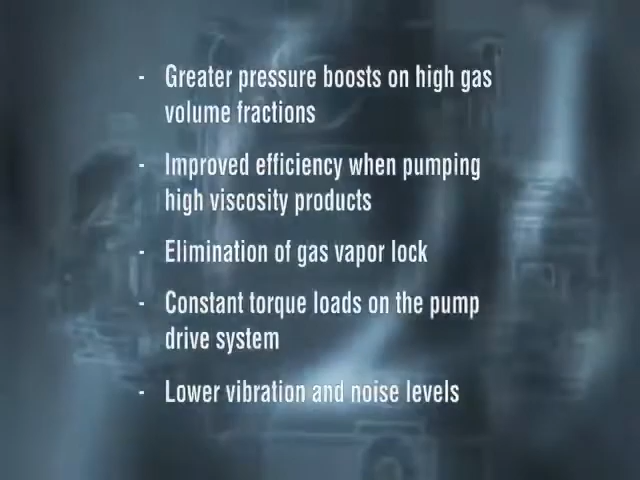 - Greater pressure boosts on high gas
volume fractions
- Improved efficiency when pumping
high viscosity products
- Elimination of gas vapor lock
- Constant torque loads on the pump
drive system
- Lower vibration and noise levels